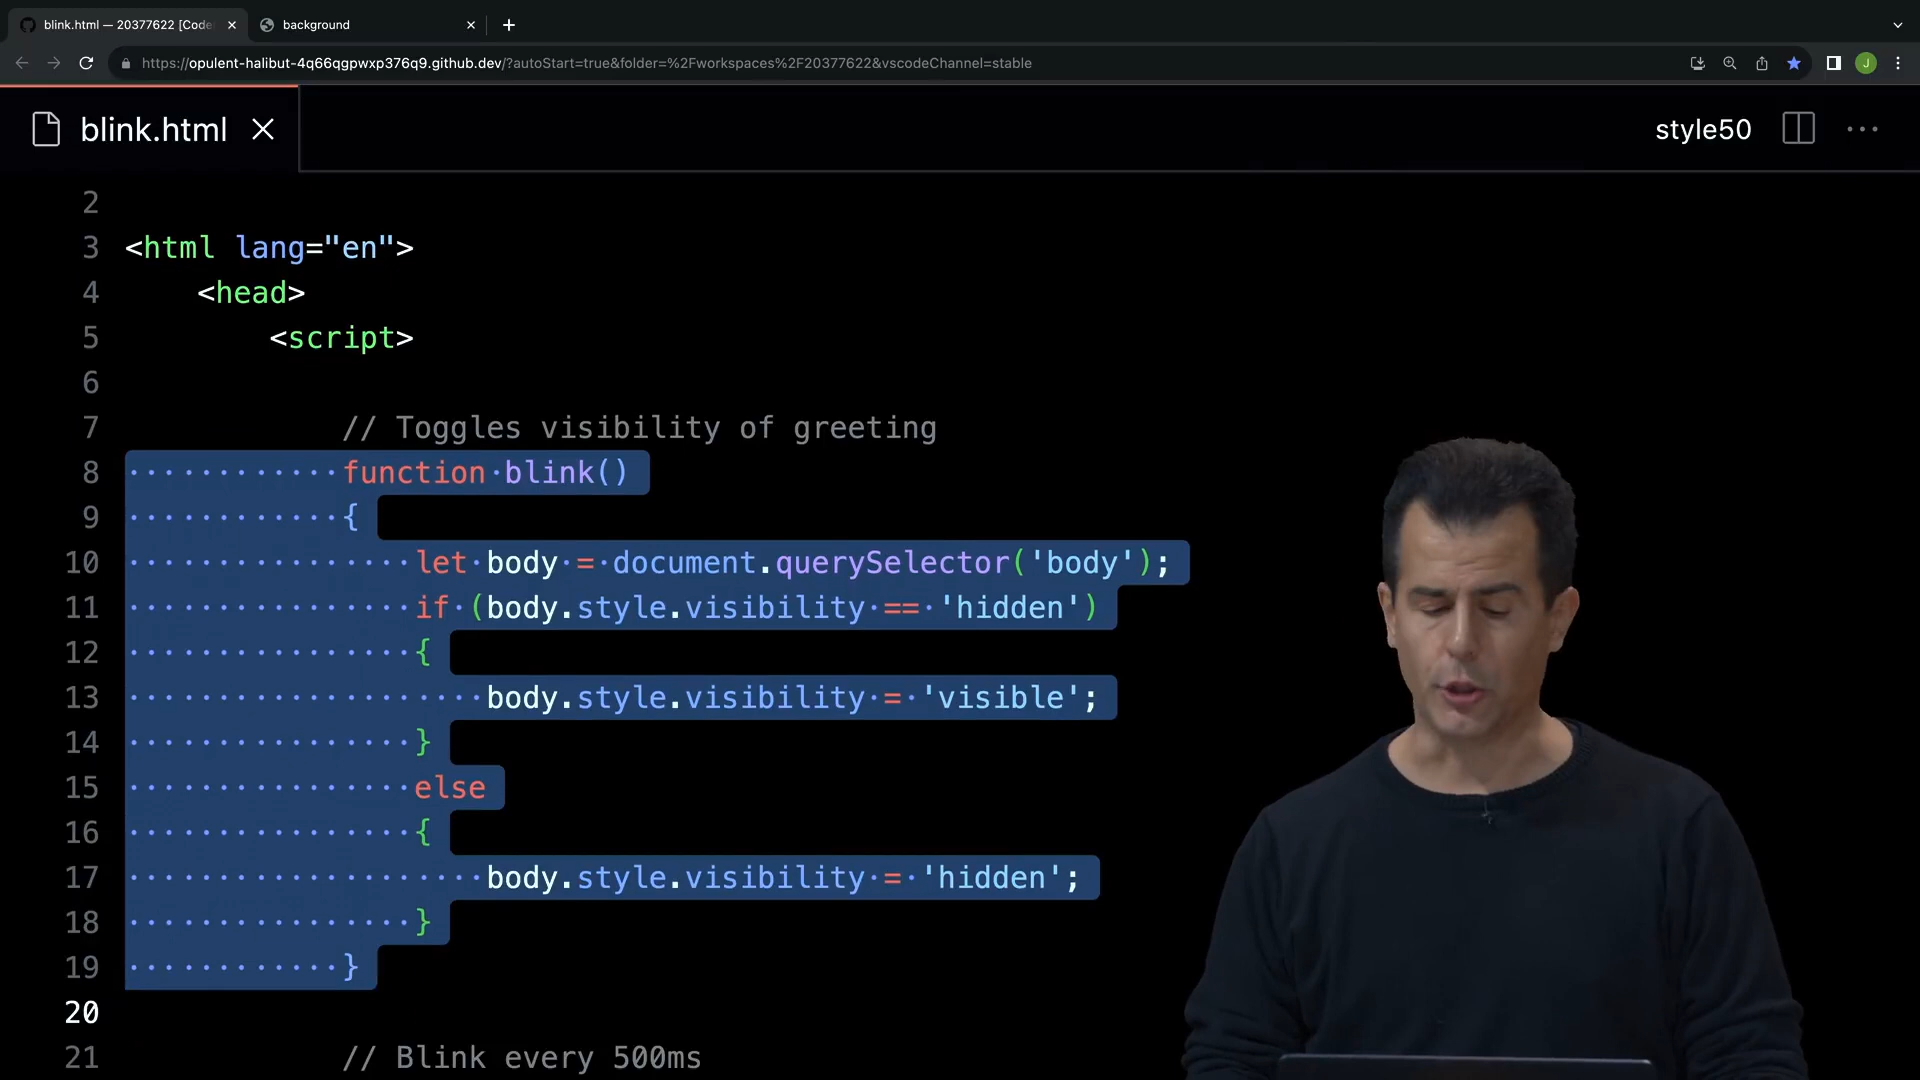 blink.html — 20377622 [Code
background
https://opulent-halibut-4q66qgpwxp376q9.github.dev/?autoStart=true&folder=%2Fworkspaces%2F20377622&vscodeChannel=stable
J
blink.html
style50
2
3 <html lang="en">
4 <head>
5 <script>
6
7 // Toggles visibility of greeting
8 function blink()
9 {
10 let body = document.querySelector('body');
11 if (body.style.visibility == 'hidden')
12 {
13 body.style.visibility = 'visible';
14 }
15 else
16 {
17 body.style.visibility = 'hidden';
18 }
19 }
20
21 // Blink every 500ms